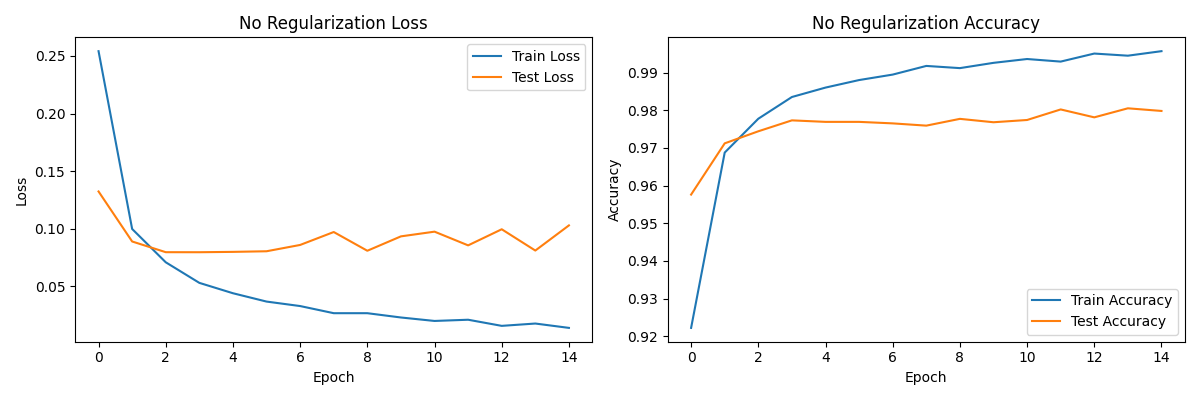 No Regularization Loss
0.25
0.20
0.15
0.10
0.05
Loss
Train Loss
Test Loss
0 2 4 6 8 10 12 14
Epoch
No Regularization Accuracy
0.99
0.98
0.97
0.96
0.95
0.94
0.93
0.92
Accuracy
Train Accuracy
Test Accuracy
0 2 4 6 8 10 12 14
Epoch